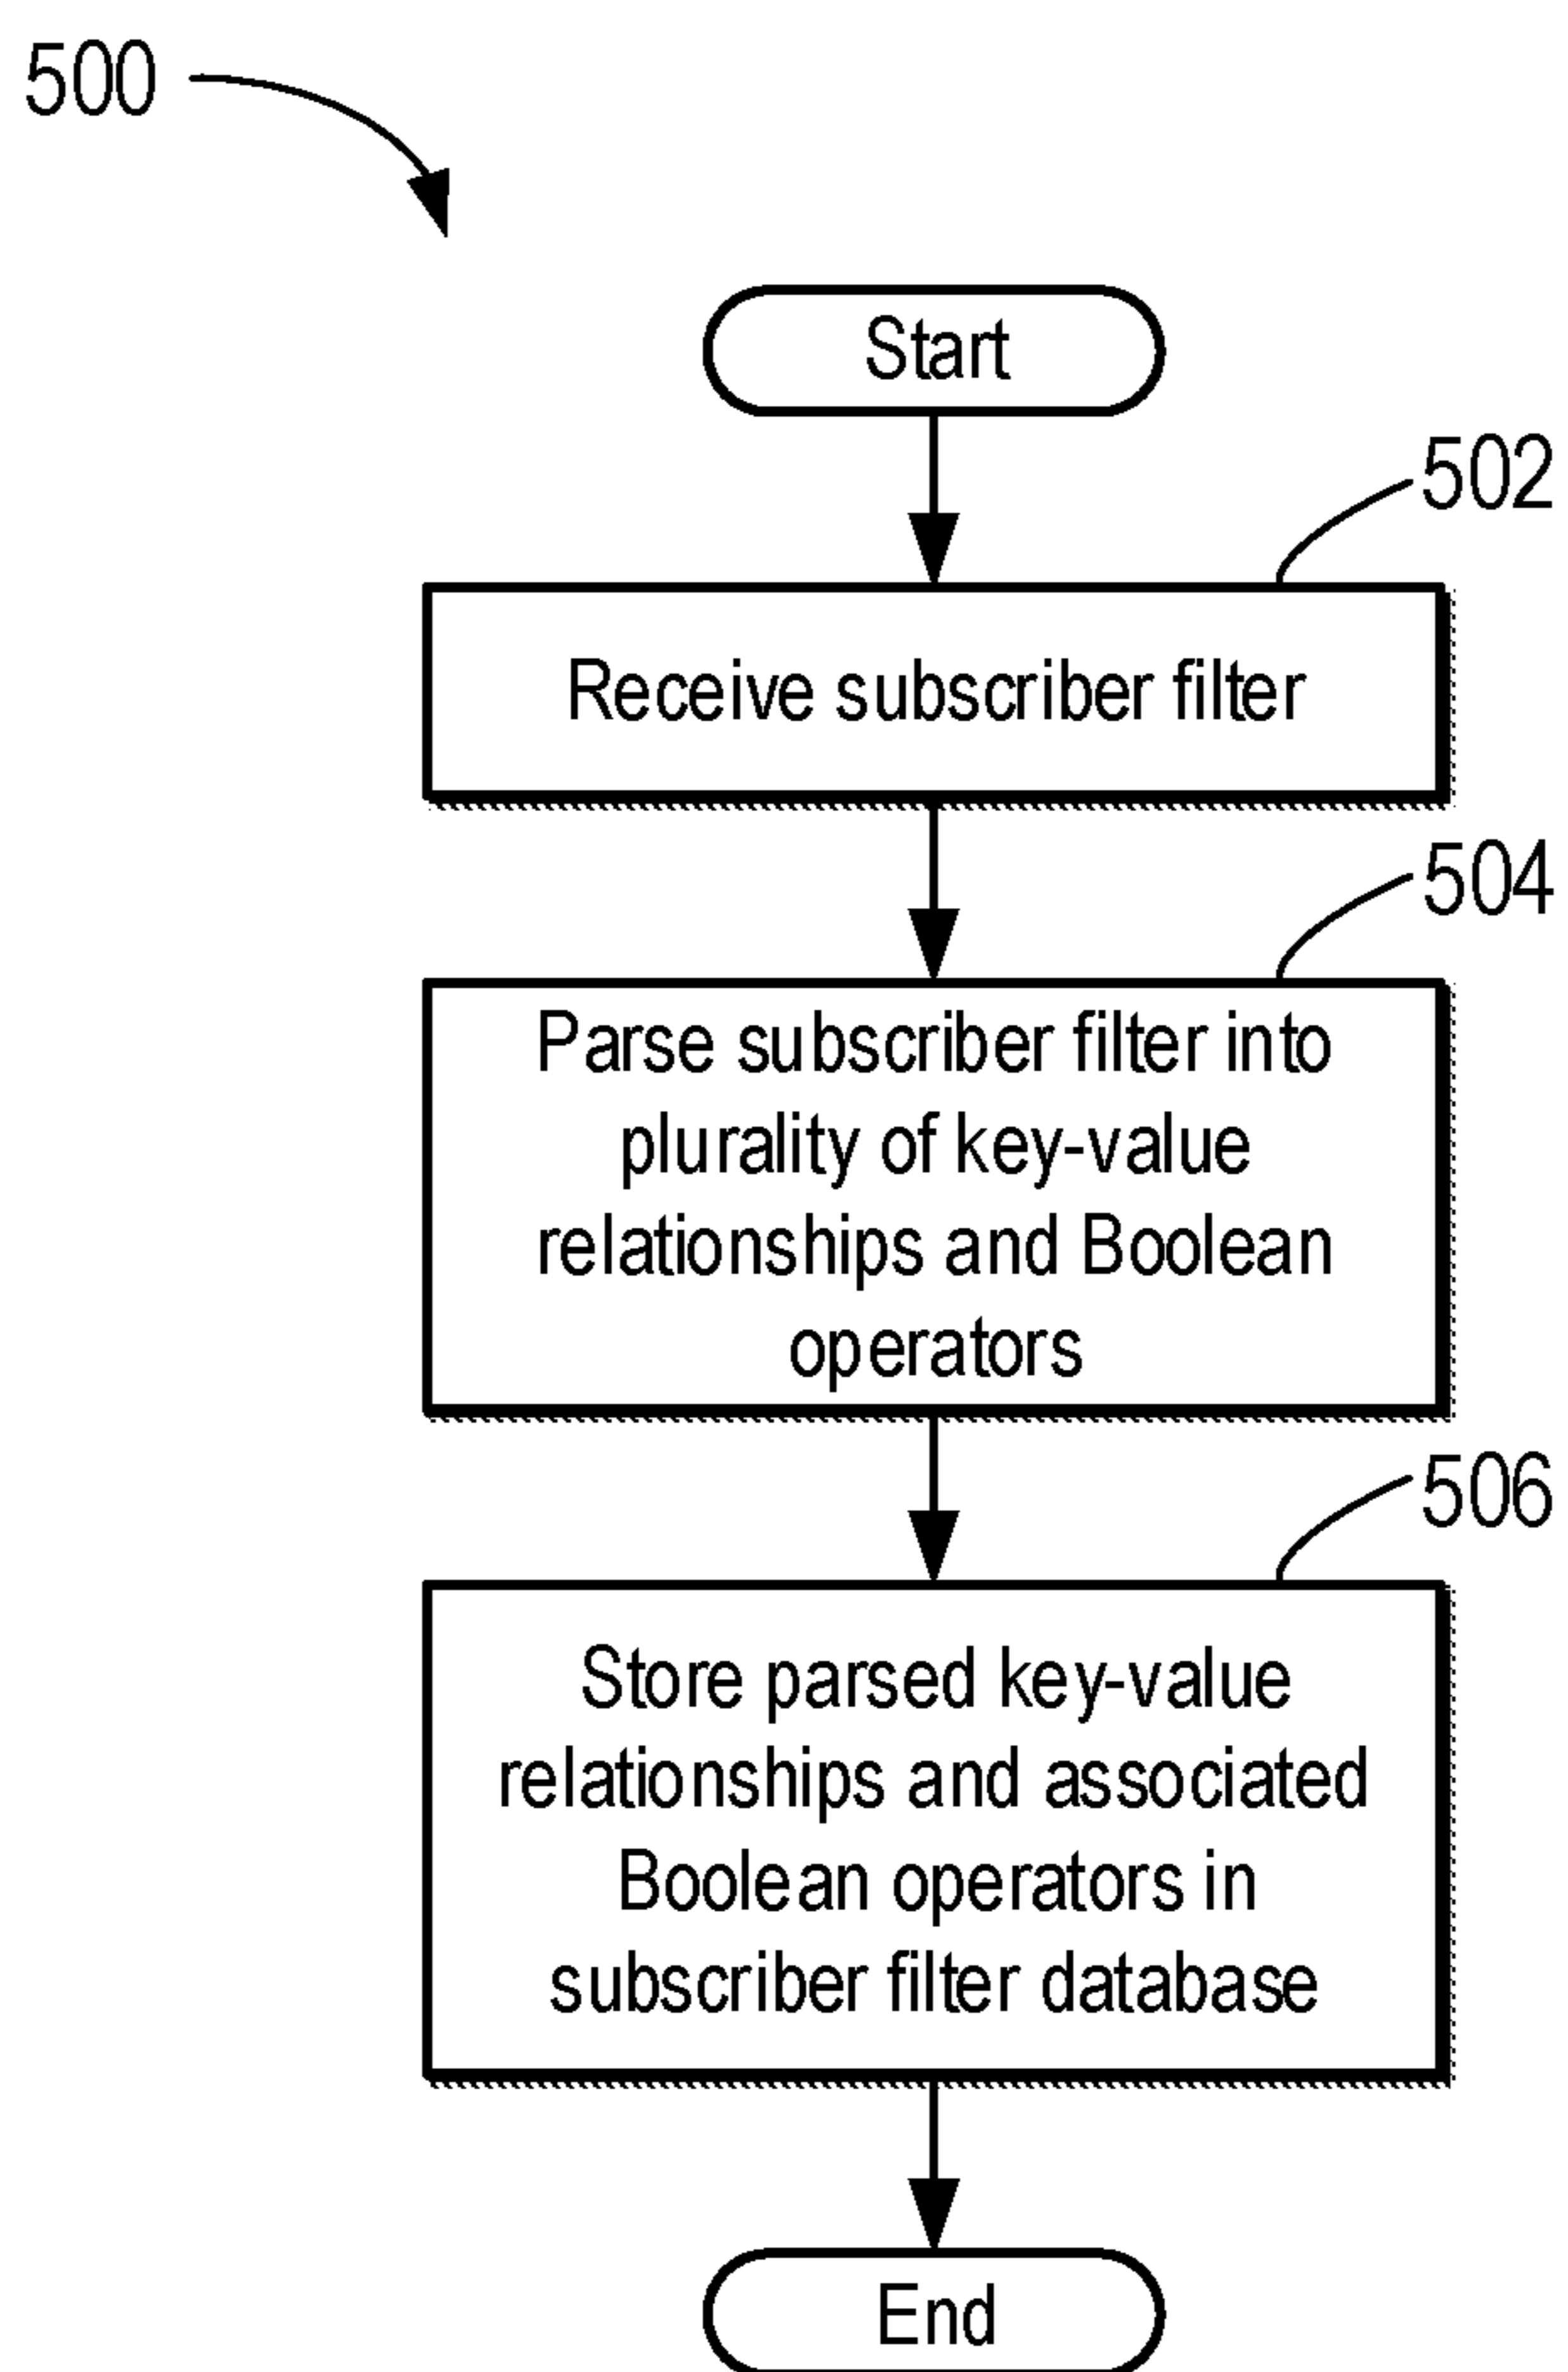 500
Start
502
Receive subscriber filter
504
Parse subscriber filter into
plurality of key-value
relationships and Boolean
operators
506
Store parsed key-value
relationships and associated
Boolean operators in
subscriber filter database
End